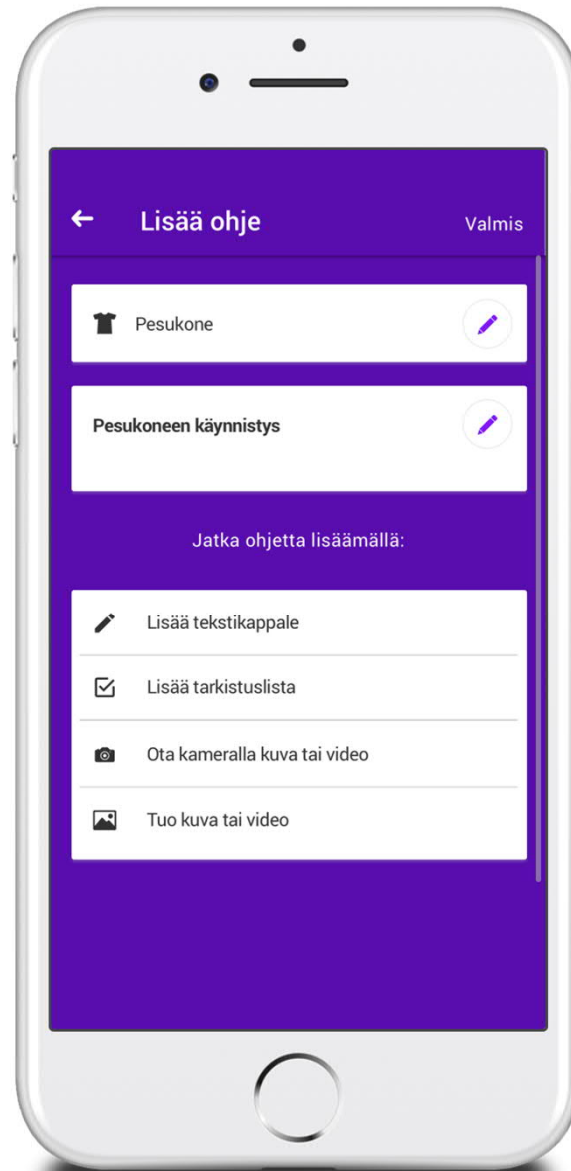 Lisää ohje
Valmis
Pesukone
Pesukoneen käynnistys
Jatka ohjetta lisäämällä:
Lisää tekstikappale
Lisää tarkistuslista
Ota kameralla kuva tai video
Tuo kuva tai video